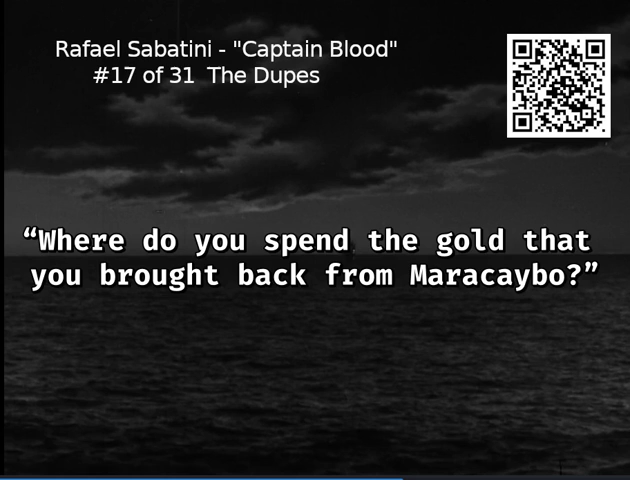 Rafael Sabatini - "Captain Blood"
#17 of 31  The Dupes
“Where do you spend the gold that
you brought back from Maracaybo?”